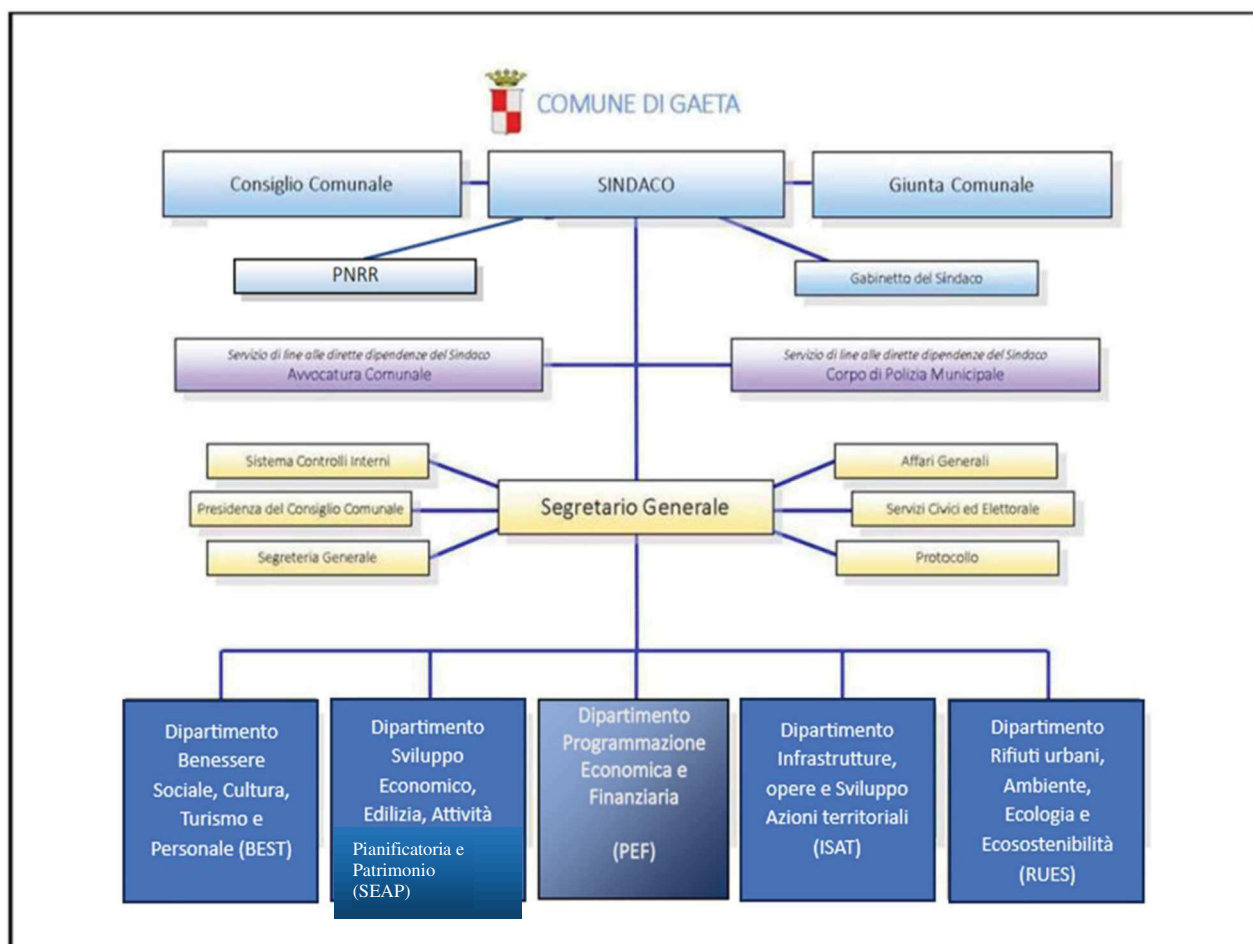 COMUNE DI GAETA
Consiglio Comunale
SINDACO
Giunta Comunale
PNRR
Gabinetto del Sindaco
Servizio di line alle dirette dipendenze del Sindaco
Avvocatura Comunale
Servizio di line alle dirette dipendenze del Sindaco
Corpo di Polizia Municipale
Sistema Controlli Interni
Affari Generali
Presidenza del Consiglio Comunale
Segretario Generale
Servizi Civici ed Elettorale
Segreteria Generale
Protocollo
Dipartimento
Benessere
Sociale, Cultura,
Turismo e
Personale (BEST)
Dipartimento
Sviluppo
Economico,
Edilizia, Attività
Pianificatoria e
Patrimonio
(SEAP)
Dipartimento
Programmazione
Economica e
Finanziaria
(PEF)
Dipartimento
Infrastrutture,
opere e Sviluppo
Azioni territoriali
(ISAT)
Dipartimento
Rifiuti urbani,
Ambiente,
Ecologia e
Ecosostenibilità
(RUES)